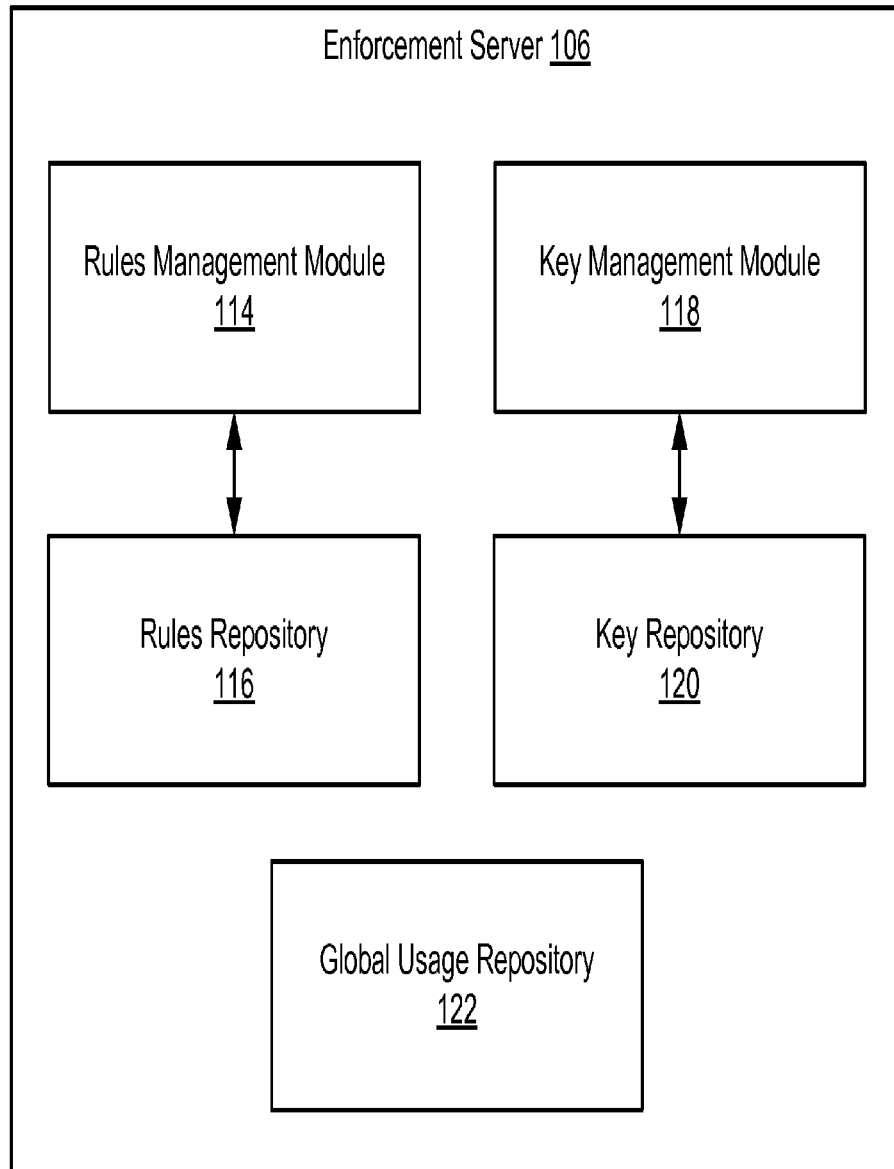 Enforcement Server 106
Rules Management Module
114
Key Management Module
118
Rules Repository
116
Key Repository
120
Global Usage Repository
122